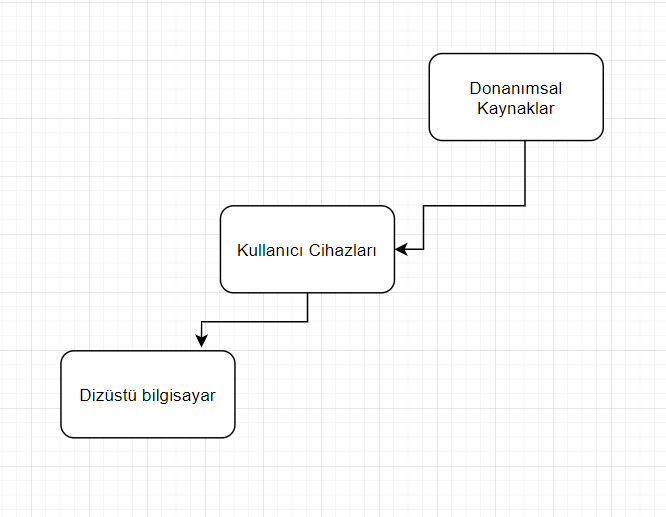 Donanımsal
Kaynaklar
Kullanıcı Cihazları
Dizüstü bilgisayar